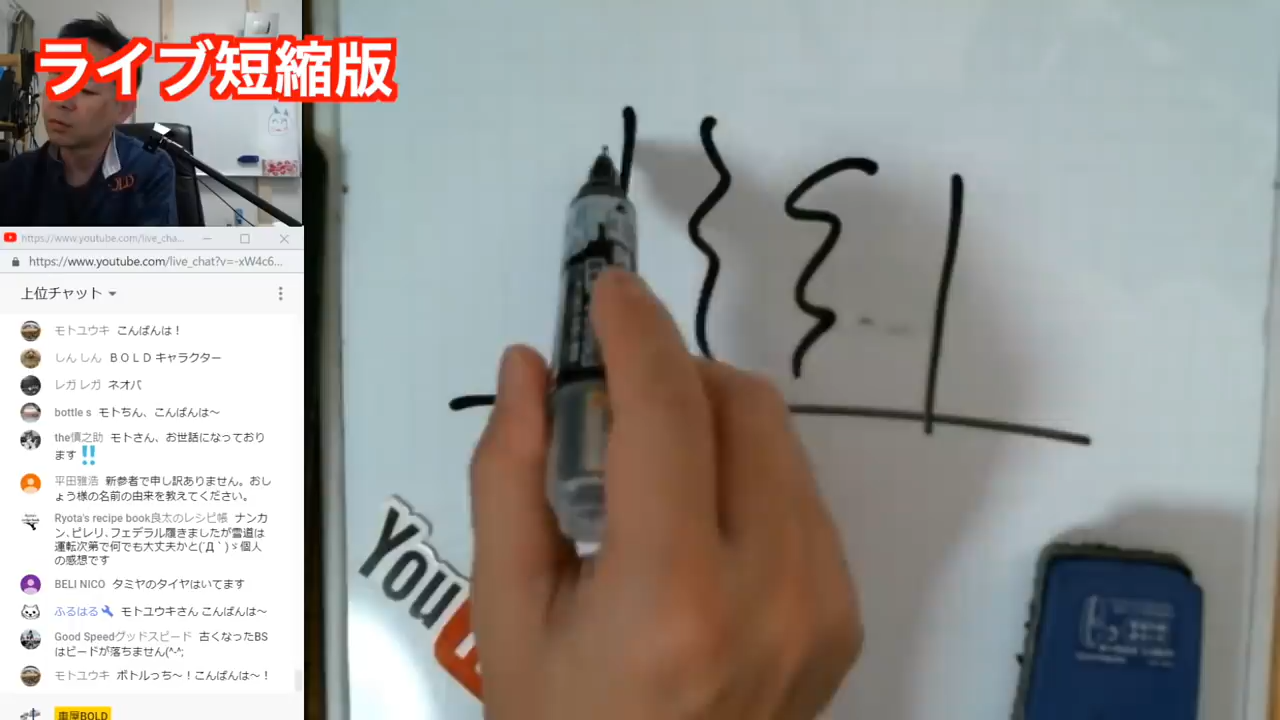 ライブ短縮版
OLD
https://www.youtube.com/live_cha...
https://www.youtube.com/live_chat?v=-xW4c6...
上位チャット
モトユウキ こんばんは！
しん しん ＢＯＬＤ キャラクター
レガ レガ ネオバ
bottle s モトちん、こんばんは～
the慎之助 モトさん、お世話になっており
ます‼
平田雅浩 新参者で申し訳ありません。おし
ょう様の名前の由来を教えてください。
Ryota's recipe book良太のレシピ帳 ナンカ
ン､ピレリ､フェデラル履きましたが雪道は
運転次第で何でも大丈夫かと(´Д｀)ゞ個人
の感想です
BELI NICO タミヤのタイヤはいてます
ふるはる モトユウキさん こんばんは～
Good Speedグッドスピード 古くなったBS
はビードが落ちません(^-^;
モトユウキ ボトルっち～！こんばんは～！
車屋BOLD
You